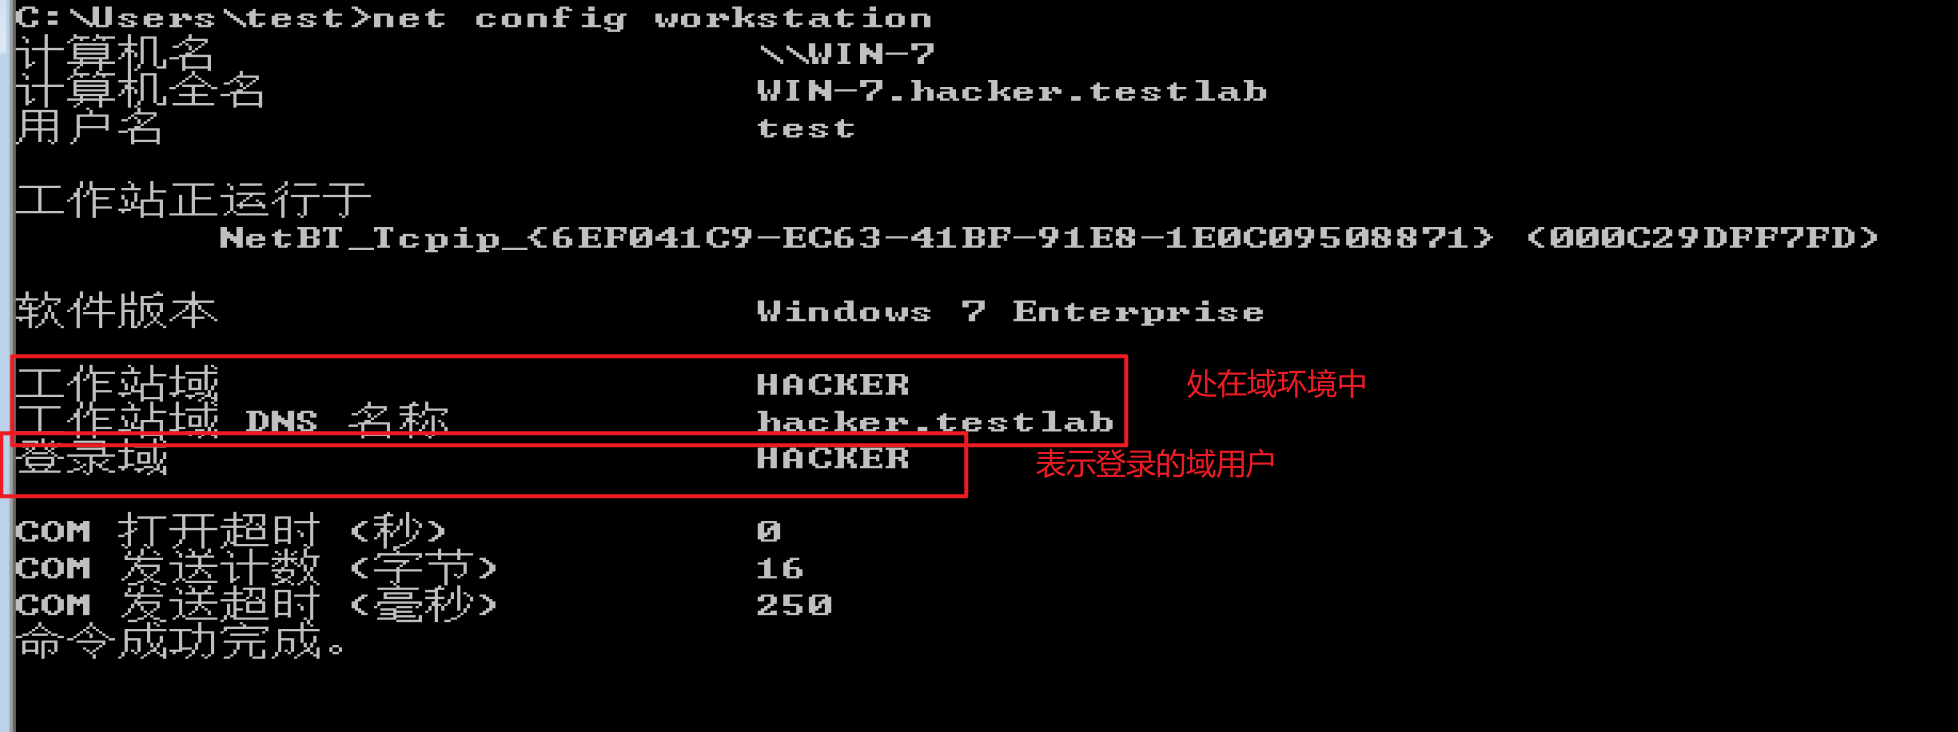 C:\Users\test>net config workstation
计算机名 \\WIN-7
计算机全名 WIN-7.hacker.testlab
用户名 test
工作站正运行于
NetBT_Tcpip_{6EF041C9-EC63-41BF-91E8-1E0C09508871} (000C29DFF7FD)
软件版本 Windows 7 Enterprise
工作站域 HACKER 处在域环境中
工作站域 DNS 名称 hacker.testlab
登录域 HACKER 表示登录的域用户
COM 打开超时 (秒) 0
COM 发送计数 (字节) 16
COM 发送超时 (毫秒) 250
命令成功完成。